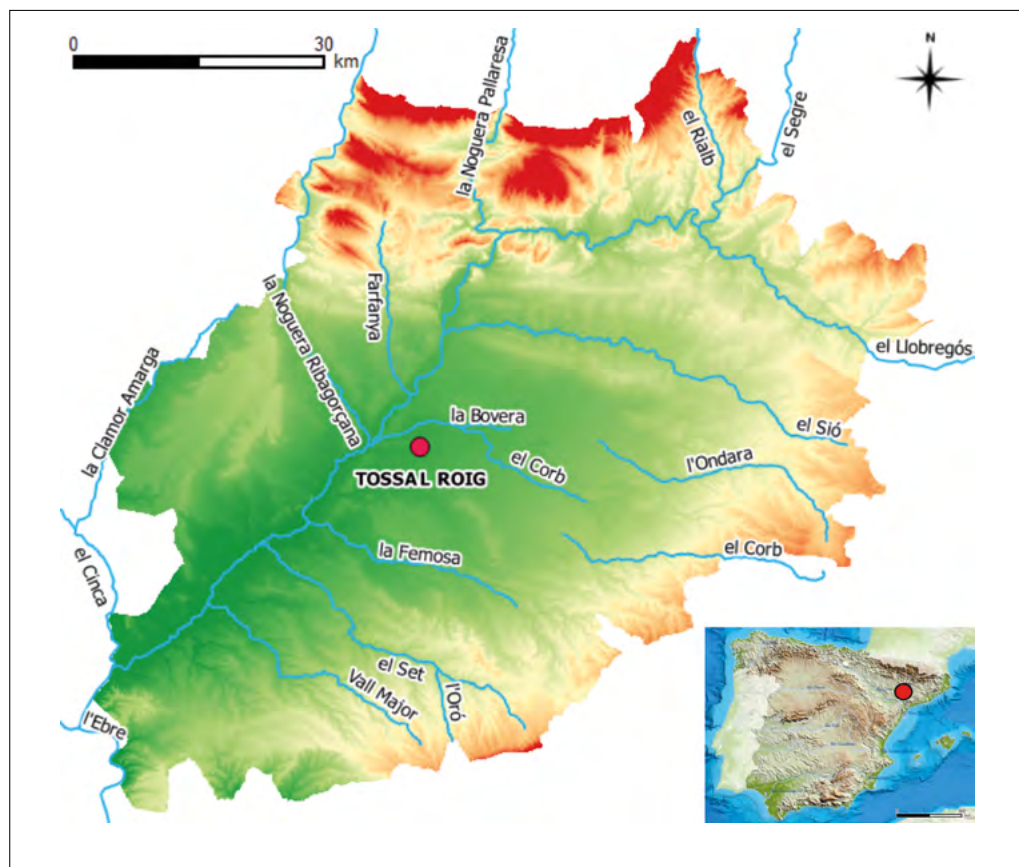 0 30
km
N
la Noguera Pallaresa
el Rialb
el Segre
Farfanya
la Noguera Ribagorçana
la Clamor Amarga
el Llobregós
la Bovera
el Sió
el Corb
l'Ondara
TOSSAL ROIG
la Femosa
el Corb
el Cinca
el Set
l'Oró
Vall Major
l'Ebre